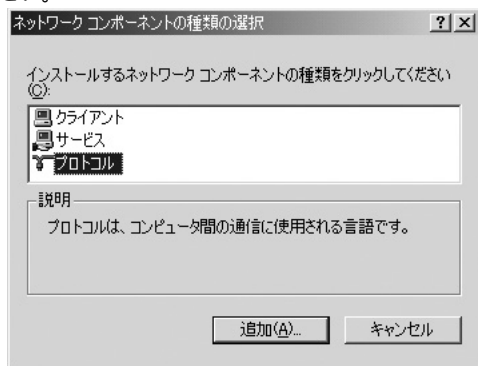 ネットワーク コンポーネントの種類の選択
インストールするネットワーク コンポーネントの種類をクリックしてください
(C):
クライアント
サービス
プロトコル
説明
プロトコルは、コンピュータ間の通信に使用される言語です。
追加(A)... キャンセル